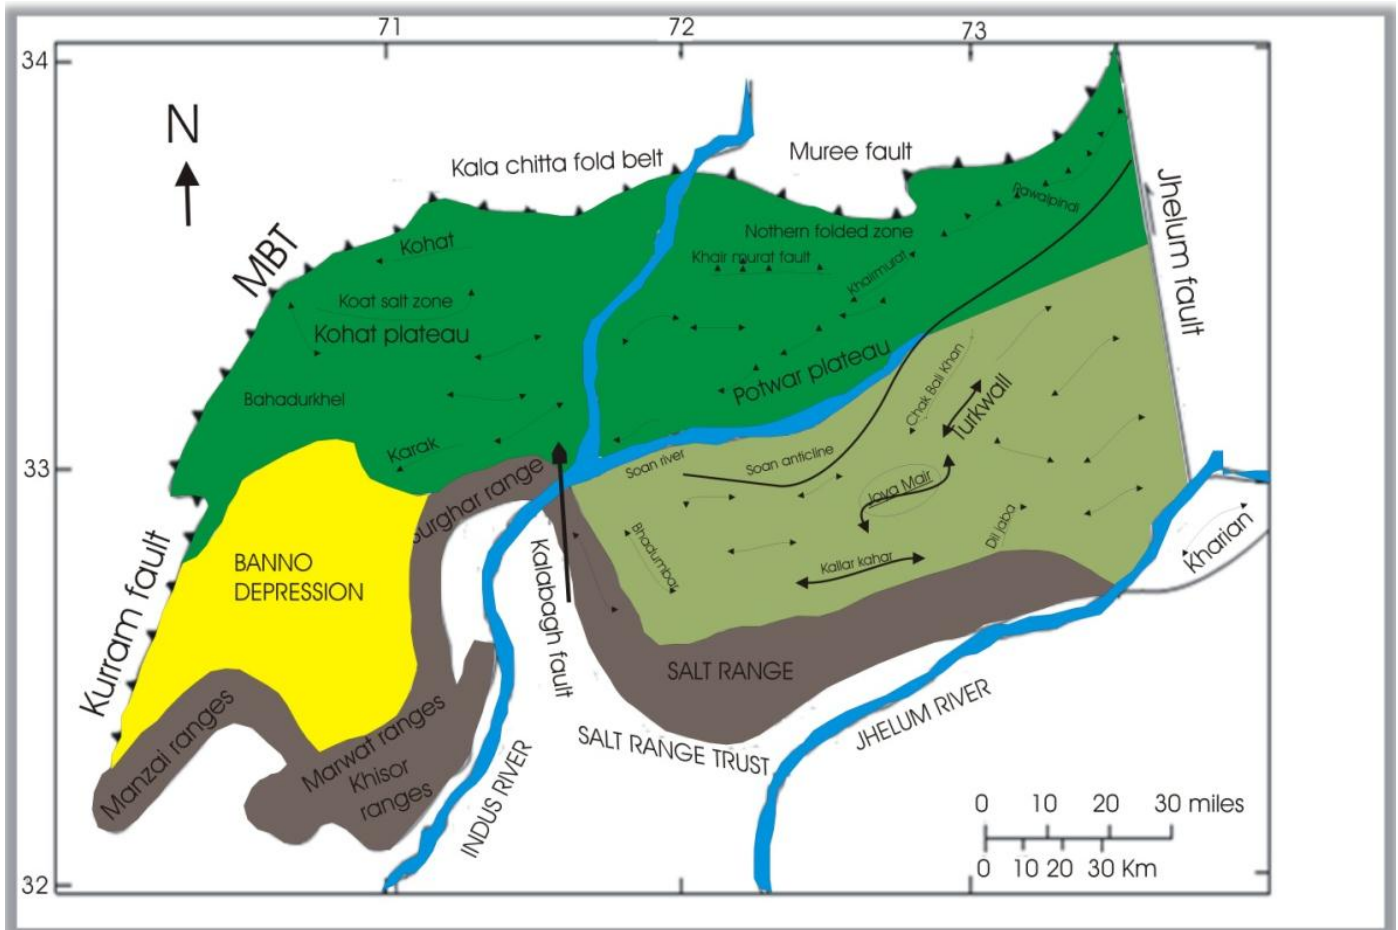 71
72
73
34
N
Kala chitta fold belt
Muree fault
MBT
Kohat
Nothern folded zone
Rawalpindi
Jhelum fault
Khair murat fault
Khairimurat
Koat salt zone
Kohat plateau
Potwar plateau
Bahadurkhel
Chak Bali Khan
Turkwall
Karak
33
Soan river
Soan anticline
Joya Mair
Surghar range
Dil jaba
Bhadumbar
Kallar kahar
Kharian
BANNO
DEPRESSION
Kurram fault
Kalabagh fault
SALT RANGE
Manzai ranges
Marwat ranges
Khisor
ranges
SALT RANGE TRUST
JHELUM RIVER
INDUS RIVER
0 10 20 30 miles
0 10 20 30 Km
32